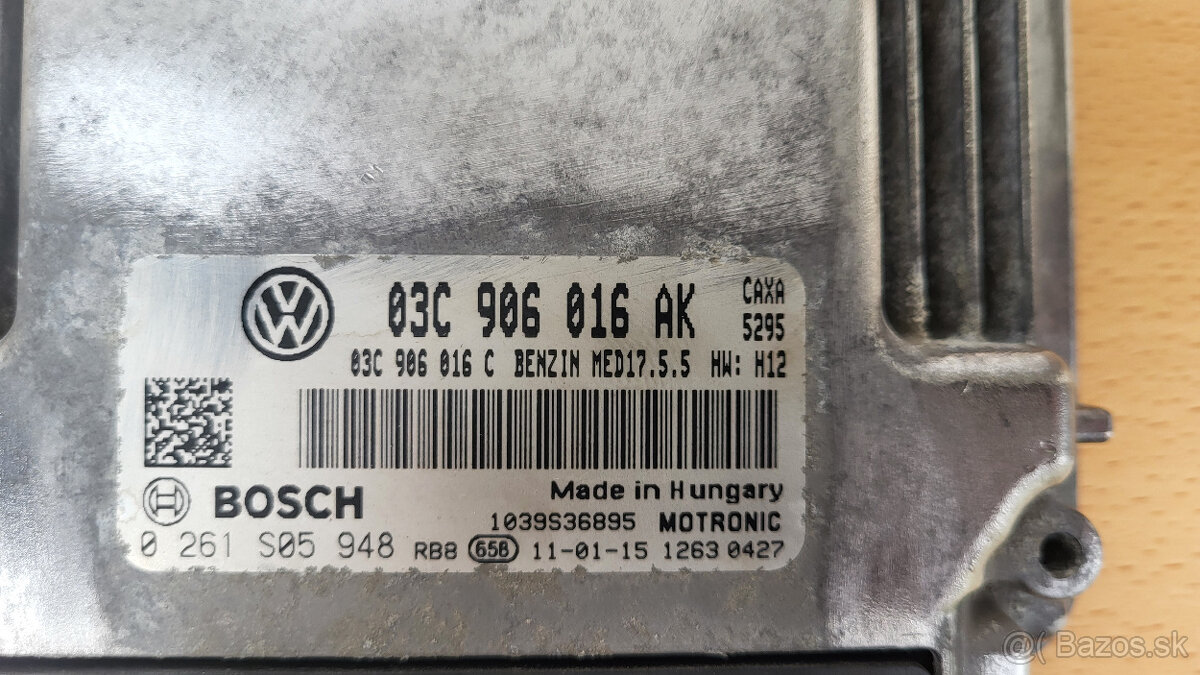 03C 906 016 AK
CAXA
5295
03C 906 016 C BENZIN MED17.5.5 HW: H12
BOSCH
Made in Hungary
1039S36895 MOTRONIC
0 261 S05 948 RB8 658 11-01-15 1263 0427
Bazos.sk